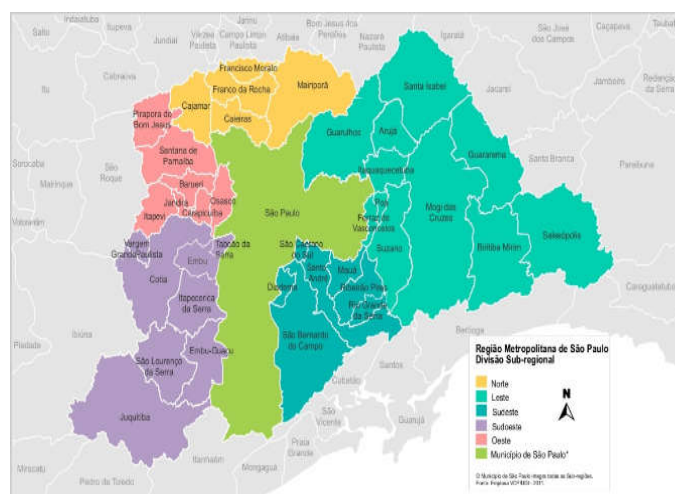 Indaiatuba
Itupeva
Jarinu
Bom Jesus dos
Perdões
Igaratá
São José
dos Campos
Caçapava
Taubaté
Salto
Jundiaí
Várzea
Paulista
Campo Limpo
Paulista
Atibaia
Nazaré
Paulista
Cabreúva
Francisco Morato
Mairiporã
Santa Isabel
Jacareí
Jambeiro
Redenção
da Serra
Itu
Cajamar
Franco da Rocha
Caieiras
Pirapora do
Bom Jesus
Guarulhos
Arujá
Guararema
Santa Branca
Paraibuna
Sorocaba
Mairinque
São
Roque
Santana de
Parnaíba
Itaquaquecetuba
Barueri
Jandira
Osasco
Carapicuíba
Itapevi
São Paulo
Poá
Ferraz de
Vasconcelos
Mogi das
Cruzes
Votorantim
Vargem
Grande Paulista
Taboão da
Serra
São Caetano
do Sul
Suzano
Biritiba Mirim
Salesópolis
Cotia
Embu
Santo
André
Mauá
Diadema
Ribeirão Pires
Itapecerica
da Serra
Rio Grande
da Serra
Caraguatatuba
Ibiúna
Piedade
São Bernardo
do Campo
Bertioga
São Lourenço
da Serra
Embu-Guaçu
Cubatão
Santos
Juquitiba
São
Vicente
Guarujá
Praia
Grande
Itanhaém
Mongaguá
Miracatu
Pedro de Toledo
Região Metropolitana de São Paulo
Divisão Sub-regional
N
Norte
Leste
Sudeste
Sudoeste
Oeste
Município de São Paulo*